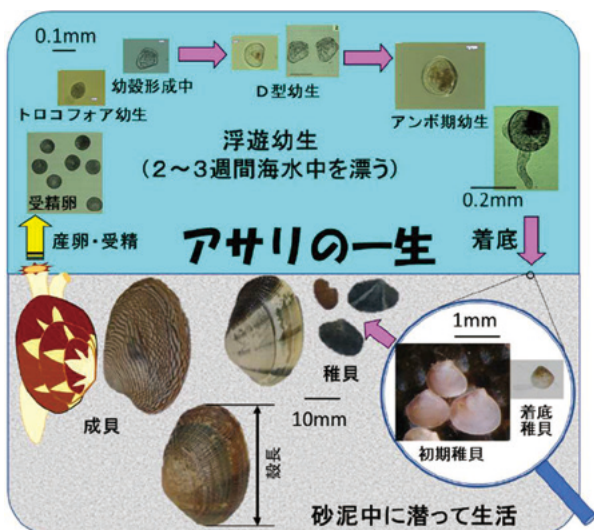 0.1mm
幼殻形成中
D型幼生
トロコフォア幼生
アンボ期幼生
浮遊幼生
(2~3週間海水中を漂う)
受精卵
0.2mm
産卵・受精
アサリの一生
着底
1mm
稚貝
10mm
着底
稚貝
初期稚貝
成貝
殻長
砂泥中に潜って生活